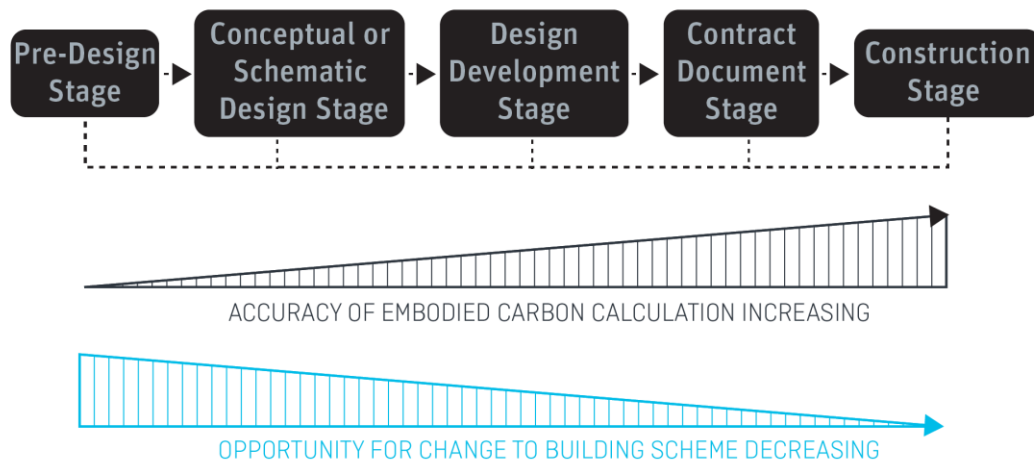 Pre-Design
Stage
Conceptual or
Schematic
Design Stage
Design
Development
Stage
Contract
Document
Stage
Construction
Stage
ACCURACY OF EMBODIED CARBON CALCULATION INCREASING
OPPORTUNITY FOR CHANGE TO BUILDING SCHEME DECREASING